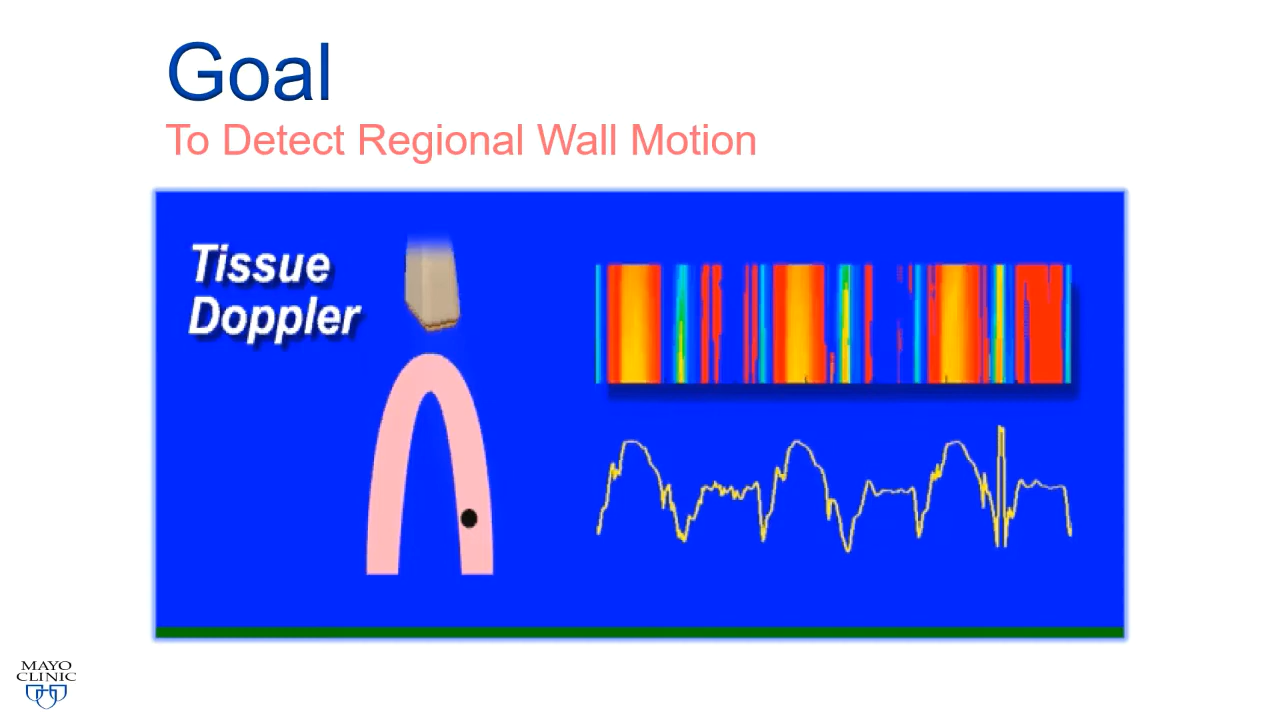 Goal
To Detect Regional Wall Motion
Tissue
Doppler
MAYO
CLINIC